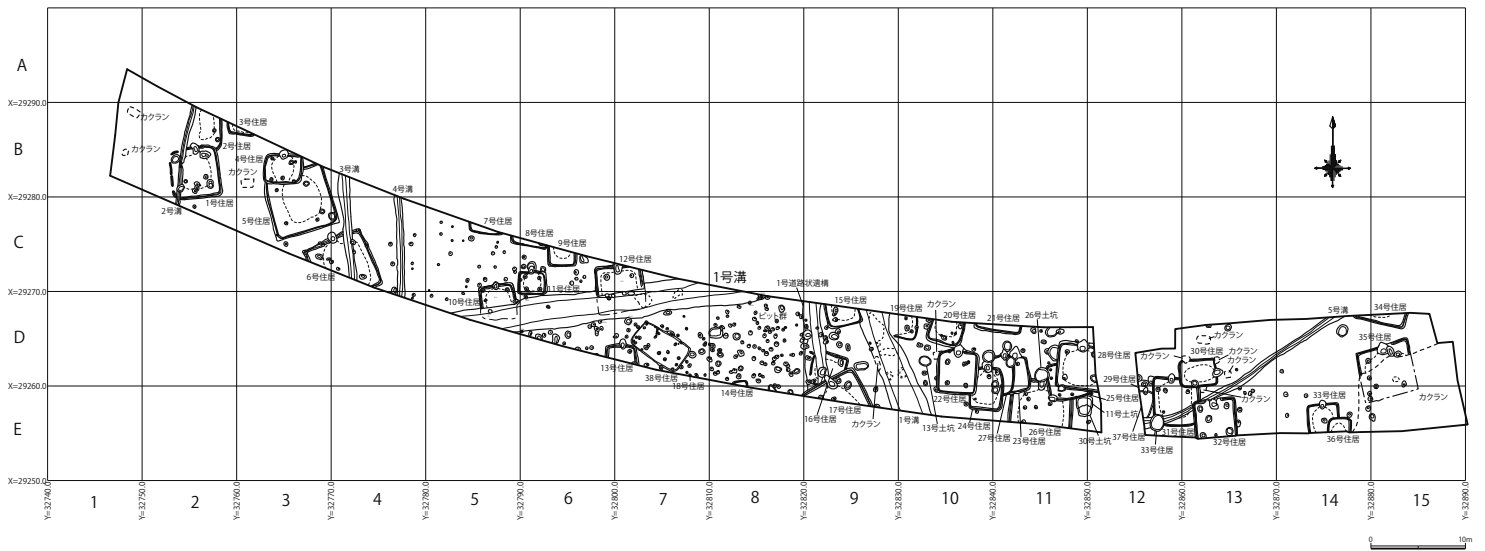 A
X=29290.0
カクラン
3号住居
カクラン
2号住居
B
4号住居
カクラン
3号溝
4号溝
X=29280.0
2号溝
1号住居
5号住居
7号住居
8号住居
C
9号住居
12号住居
6号住居
1号溝
1号道路状遺構
X=29270.0
10号住居
11号住居
15号住居
19号住居
カクラン
20号住居
21号住居
26号土坑
5号溝
34号住居
ピット群
D
カクラン
35号住居
28号住居
カクラン
30号住居
カクラン
カクラン
13号住居
38号住居
18号住居
14号住居
X=29260.0
29号住居
22号住居
25号住居
カクラン
カクラン
33号住居
16号住居
17号住居
カクラン
1号溝
13号土坑
24号住居
27号住居
23号住居
26号住居
11号土坑
30号土坑
37号住居
31号住居
33号住居
32号住居
36号住居
E
X=29250.0
Y=32740.0
Y=32750.0
Y=32760.0
Y=32770.0
Y=32780.0
Y=32790.0
Y=32800.0
Y=32810.0
Y=32820.0
Y=32830.0
Y=32840.0
Y=32850.0
Y=32860.0
Y=32870.0
Y=32880.0
Y=32890.0
1
2
3
4
5
6
7
8
9
10
11
12
13
14
15
0
10m